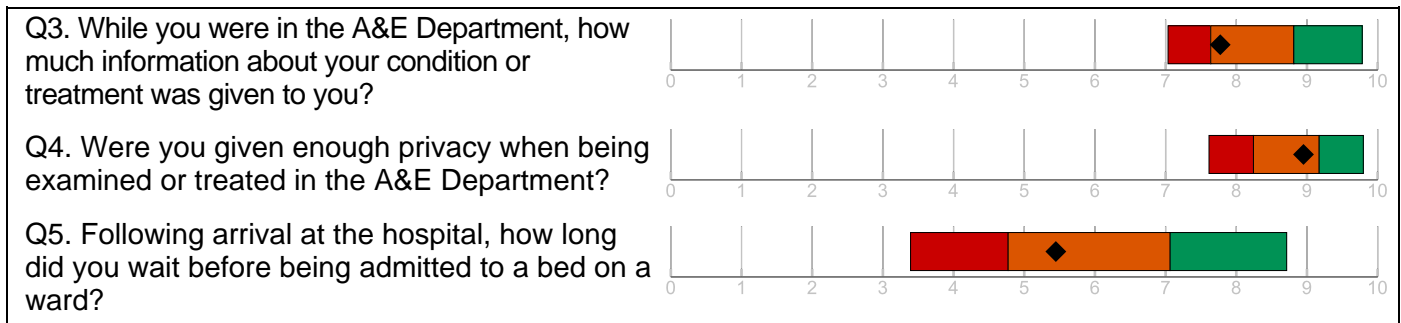 Q3. While you were in the A&E Department, how
much information about your condition or
treatment was given to you?
0 1 2 3 4 5 6 7 8 9 10
Q4. Were you given enough privacy when being
examined or treated in the A&E Department?
0 1 2 3 4 5 6 7 8 9 10
Q5. Following arrival at the hospital, how long
did you wait before being admitted to a bed on a
ward?
0 1 2 3 4 5 6 7 8 9 10